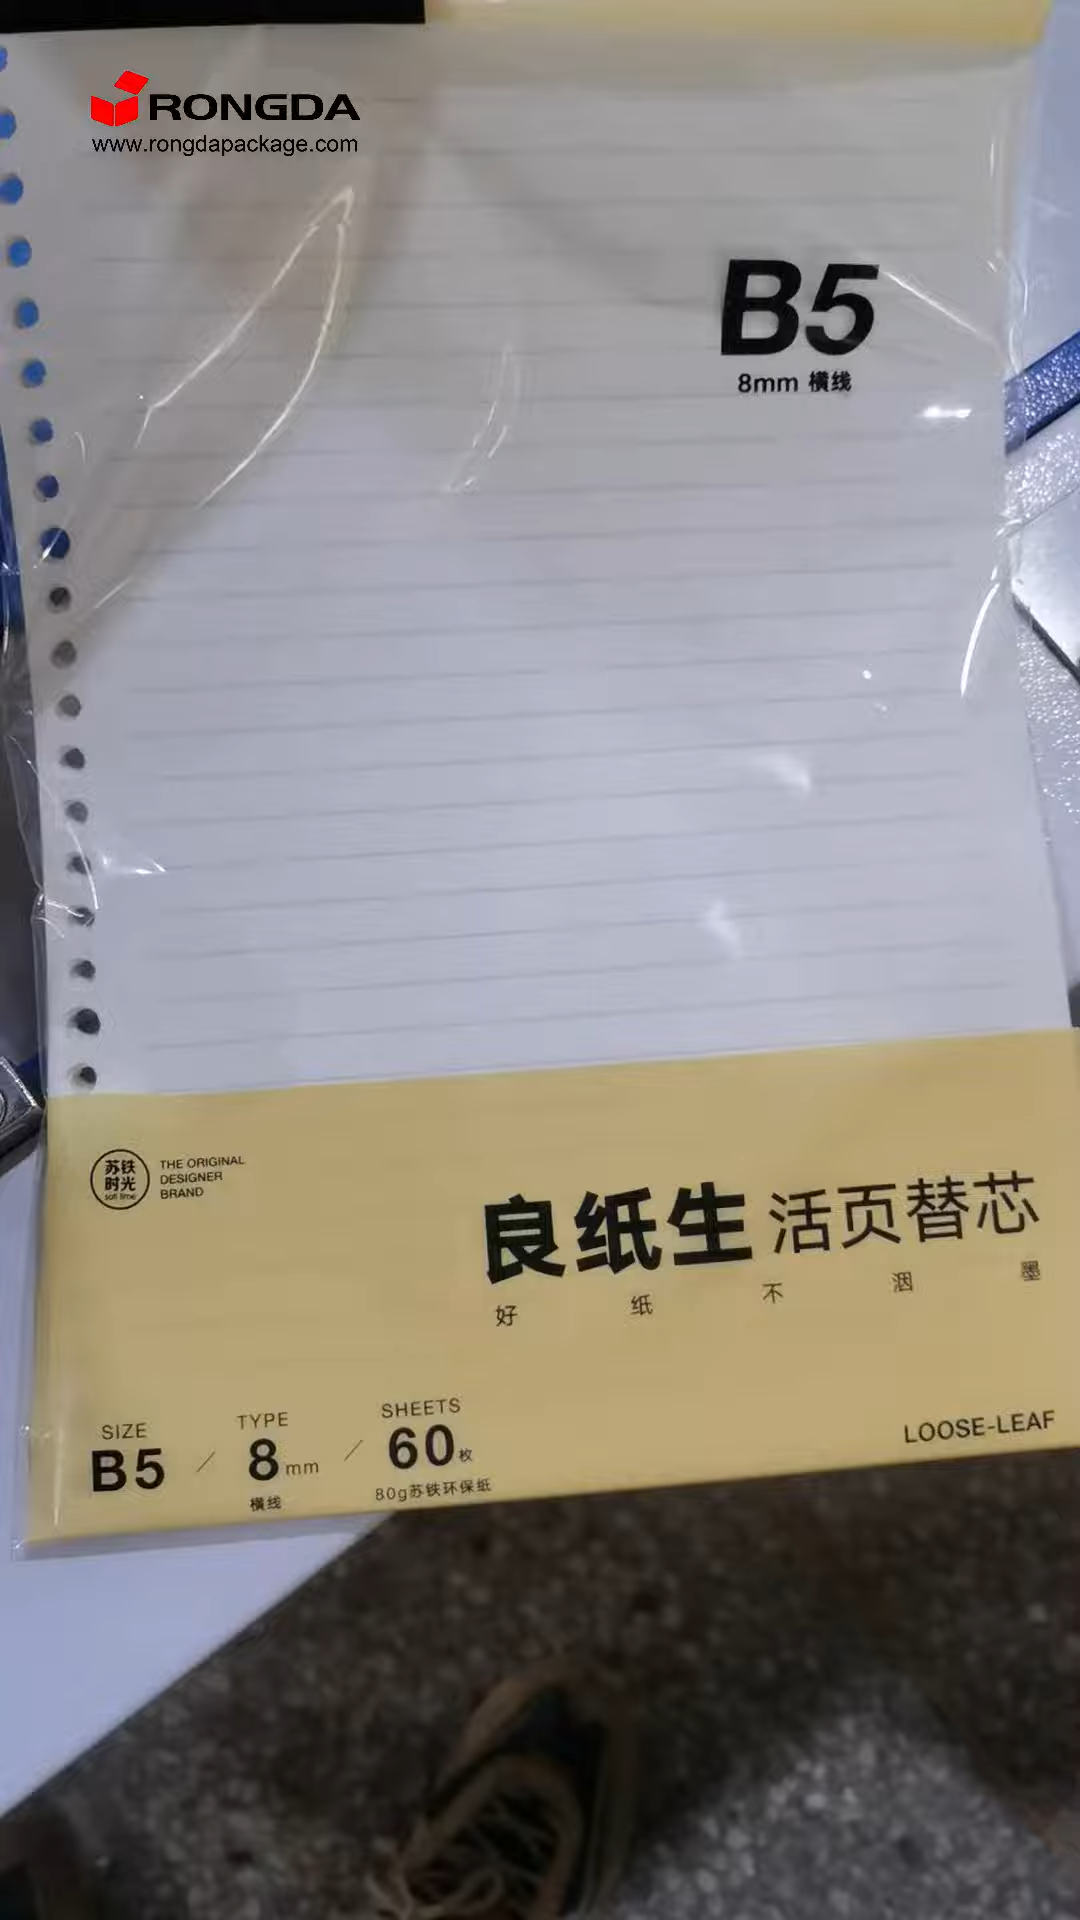 RONGDA
www.rongdapackage.com
B5
8mm 横线
苏铁
时光
soti time
THE ORIGINAL
DESIGNER
BRAND
良纸生 活页替芯
好 纸 不 洇 墨
SIZE
B5
TYPE
8mm
横线
SHEETS
60枚
80g苏铁环保纸
LOOSE-LEAF